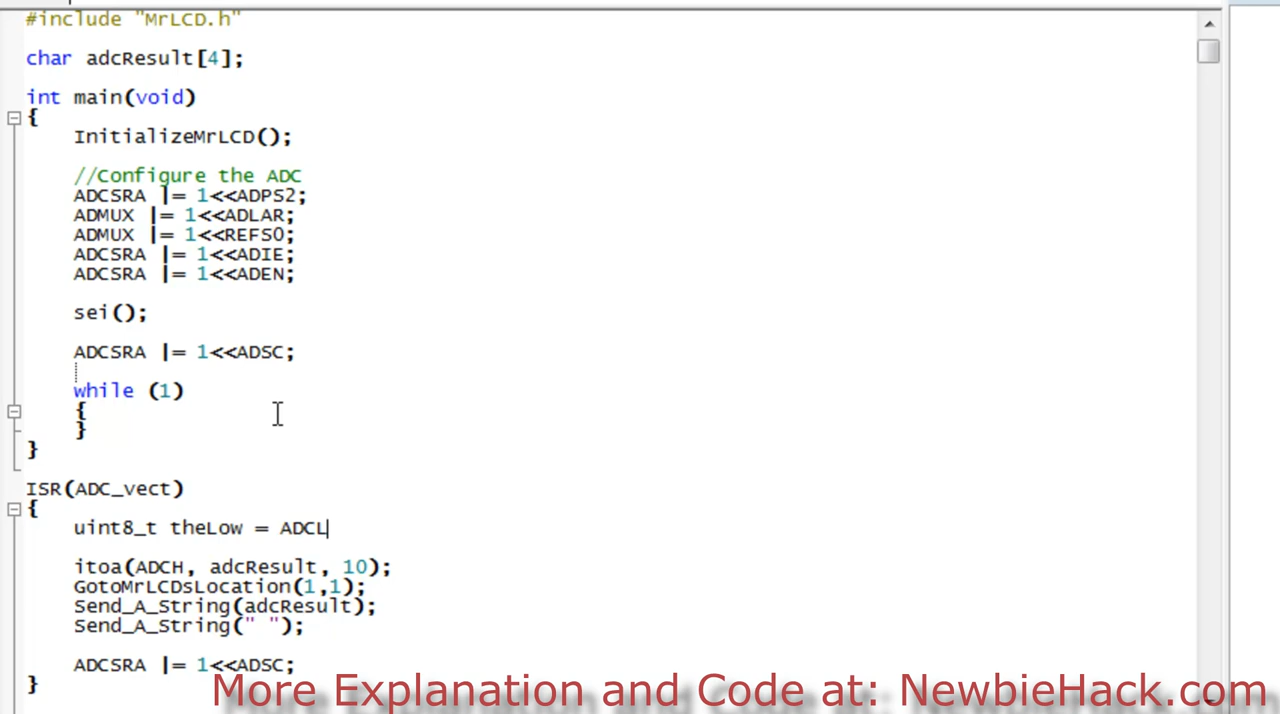 #include "MrLCD.h"
char adcResult[4];
int main(void)
{
InitializeMrLCD();
//Configure the ADC
ADCSRA |= 1<<ADPS2;
ADMUX |= 1<<ADLAR;
ADMUX |= 1<<REFS0;
ADCSRA |= 1<<ADIE;
ADCSRA |= 1<<ADEN;
sei();
ADCSRA |= 1<<ADSC;
while (1)
{
}
}
ISR(ADC_vect)
{
uint8_t theLow = ADCL
itoa(ADCH, adcResult, 10);
GotoMrLCDsLocation(1,1);
Send_A_String(adcResult);
Send_A_String(" ");
ADCSRA |= 1<<ADSC;
}
More Explanation and Code at: NewbieHack.com